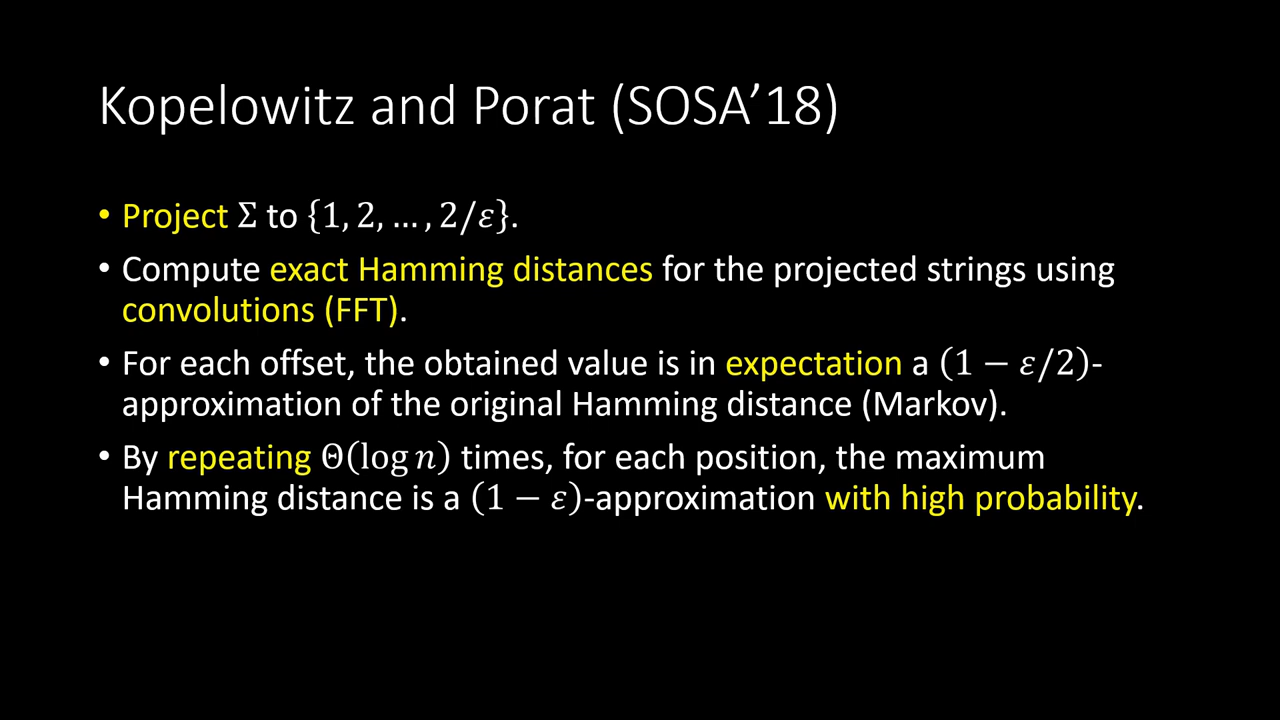 Kopelowitz and Porat (SOSA’18)
• Project Σ to {1, 2, … , 2/ε}.
• Compute exact Hamming distances for the projected strings using
convolutions (FFT).
• For each offset, the obtained value is in expectation a (1 − ε/2)-
approximation of the original Hamming distance (Markov).
• By repeating Θ(log n) times, for each position, the maximum
Hamming distance is a (1 − ε)-approximation with high probability.